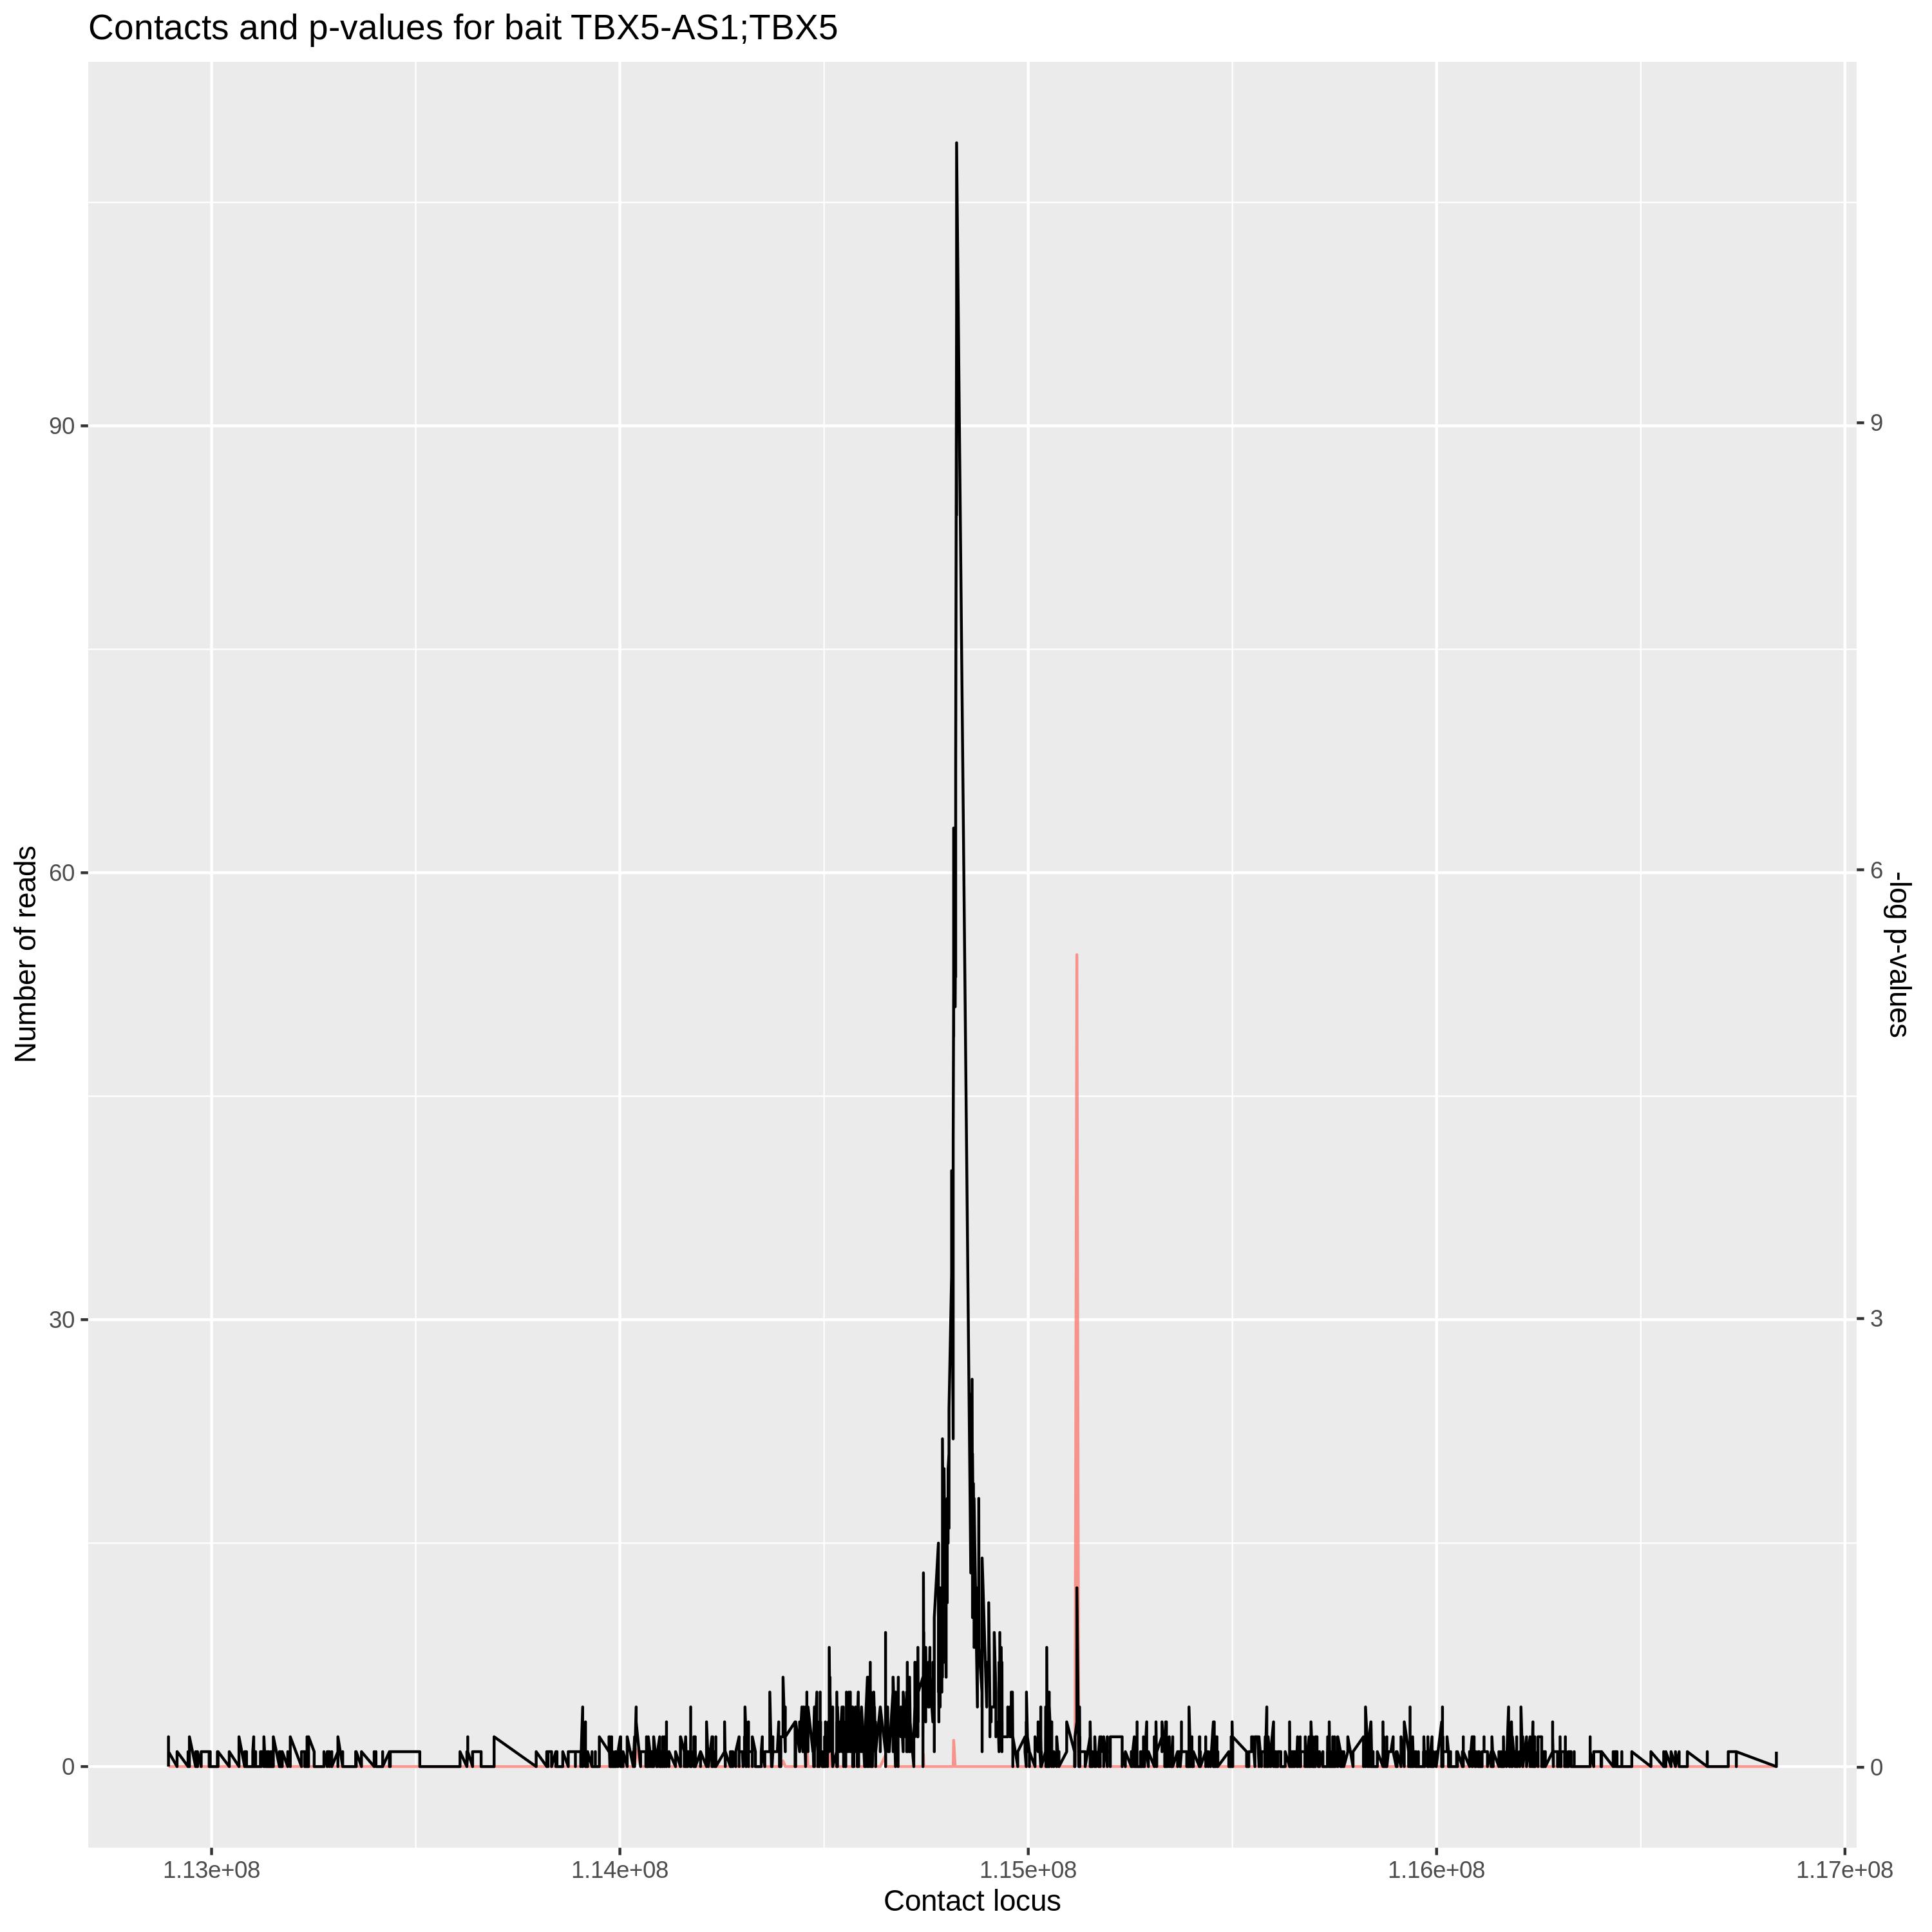 Contacts and p-values for bait TBX5-AS1;TBX5
90
60
30
0
Number of reads
9
6
3
0
-log p-values
1.13e+08
1.14e+08
1.15e+08
1.16e+08
1.17e+08
Contact locus